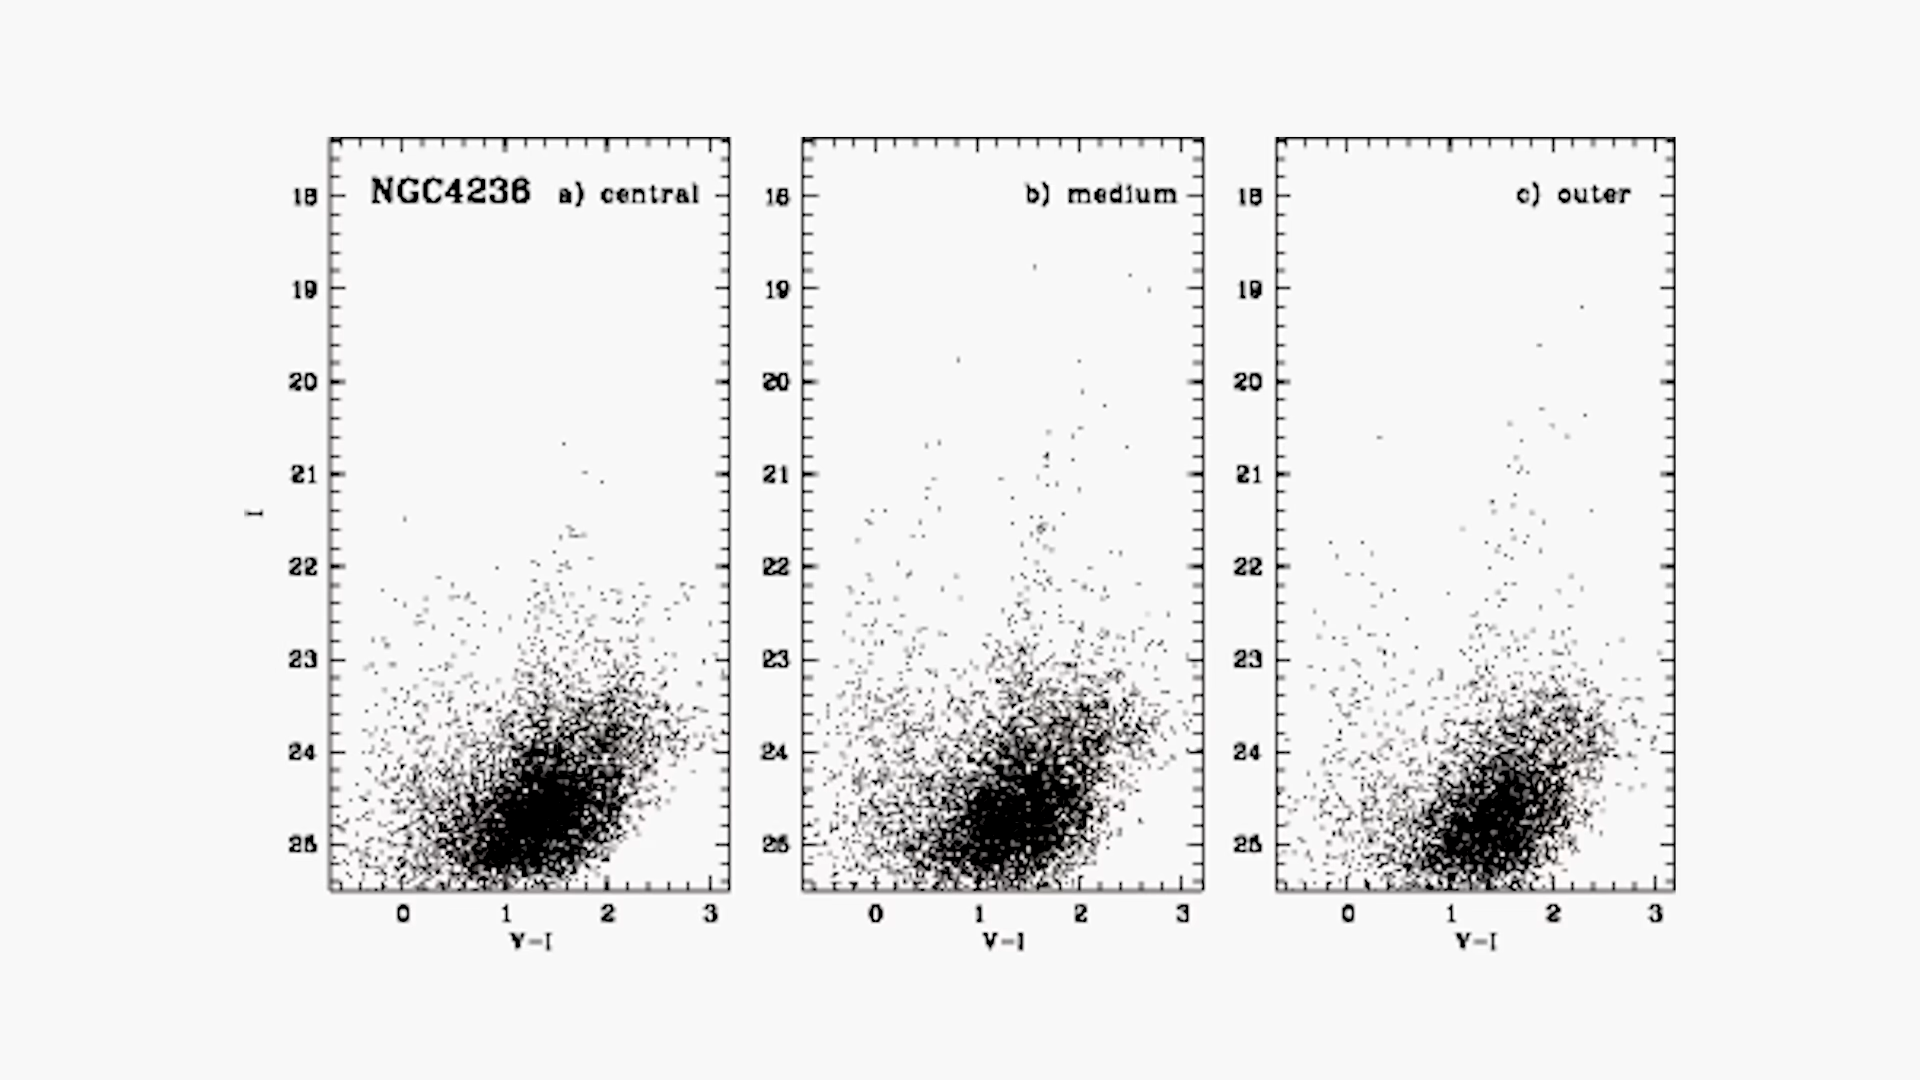 NGC4236 a) central
b) medium
c) outer
18 18 18
19 19 19
20 20 20
21 21 21
I
22 22 22
23 23 23
24 24 24
25 25 25
0 1 2 3 0 1 2 3 0 1 2 3
V-I V-I V-I